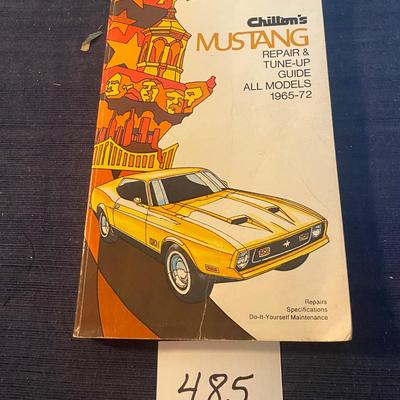 Chilton's
MUSTANG
REPAIR &
TUNE-UP
GUIDE
ALL MODELS
1965-72
Repairs
Specifications
Do-It-Yourself Maintenance
485